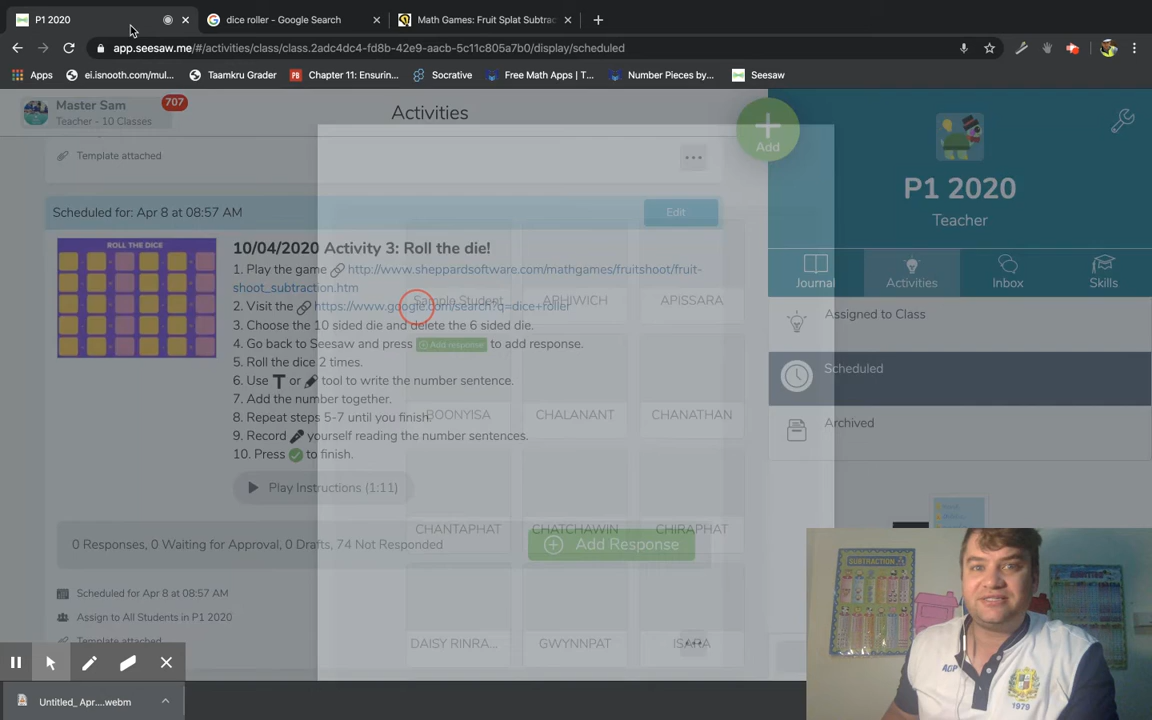 P1 2020
dice roller - Google Search
Math Games: Fruit Splat Subtrac
app.seesaw.me/#/activities/class/class.2adc4dc4-fd8b-42e9-aacb-5c11c805a7b0/display/scheduled
Apps
ei.isnooth.com/mul...
Taamkru Grader
Chapter 11: Ensurin...
Socrative
Free Math Apps | T...
Number Pieces by...
Seesaw
Master Sam
707
Teacher - 10 Classes
Activities
Add
Template attached
P1 2020
Teacher
Scheduled for: Apr 8 at 08:57 AM
Edit
ROLL THE DICE
10/04/2020 Activity 3: Roll the die!
1. Play the game http://www.sheppardsoftware.com/mathgames/fruitshoot/fruit-
shoot_subtraction.htm
2. Visit the https://www.google.com/search?q=dice+roller
3. Choose the 10 sided die and delete the 6 sided die.
4. Go back to Seesaw and press Add response to add response.
5. Roll the dice 2 times.
6. Use T or tool to write the number sentence.
7. Add the number together.
8. Repeat steps 5-7 until you finish.
9. Record yourself reading the number sentences.
10. Press to finish.
Play Instructions (1:11)
Journal
Activities
Inbox
Skills
Assigned to Class
Scheduled
Archived
Sample Student
APHIWICH
APISSARA
BOONYISA
CHALANANT
CHANATHAN
CHANTAPHAT
CHATCHAWIN
CHIRAPHAT
DAISY RINRA...
GWYNNPAT
ISARA
0 Responses, 0 Waiting for Approval, 0 Drafts, 74 Not Responded
Add Response
Scheduled for Apr 8 at 08:57 AM
Assign to All Students in P1 2020
Template attached
Untitled_ Apr....webm
SUBTRACTION
AGP
1979